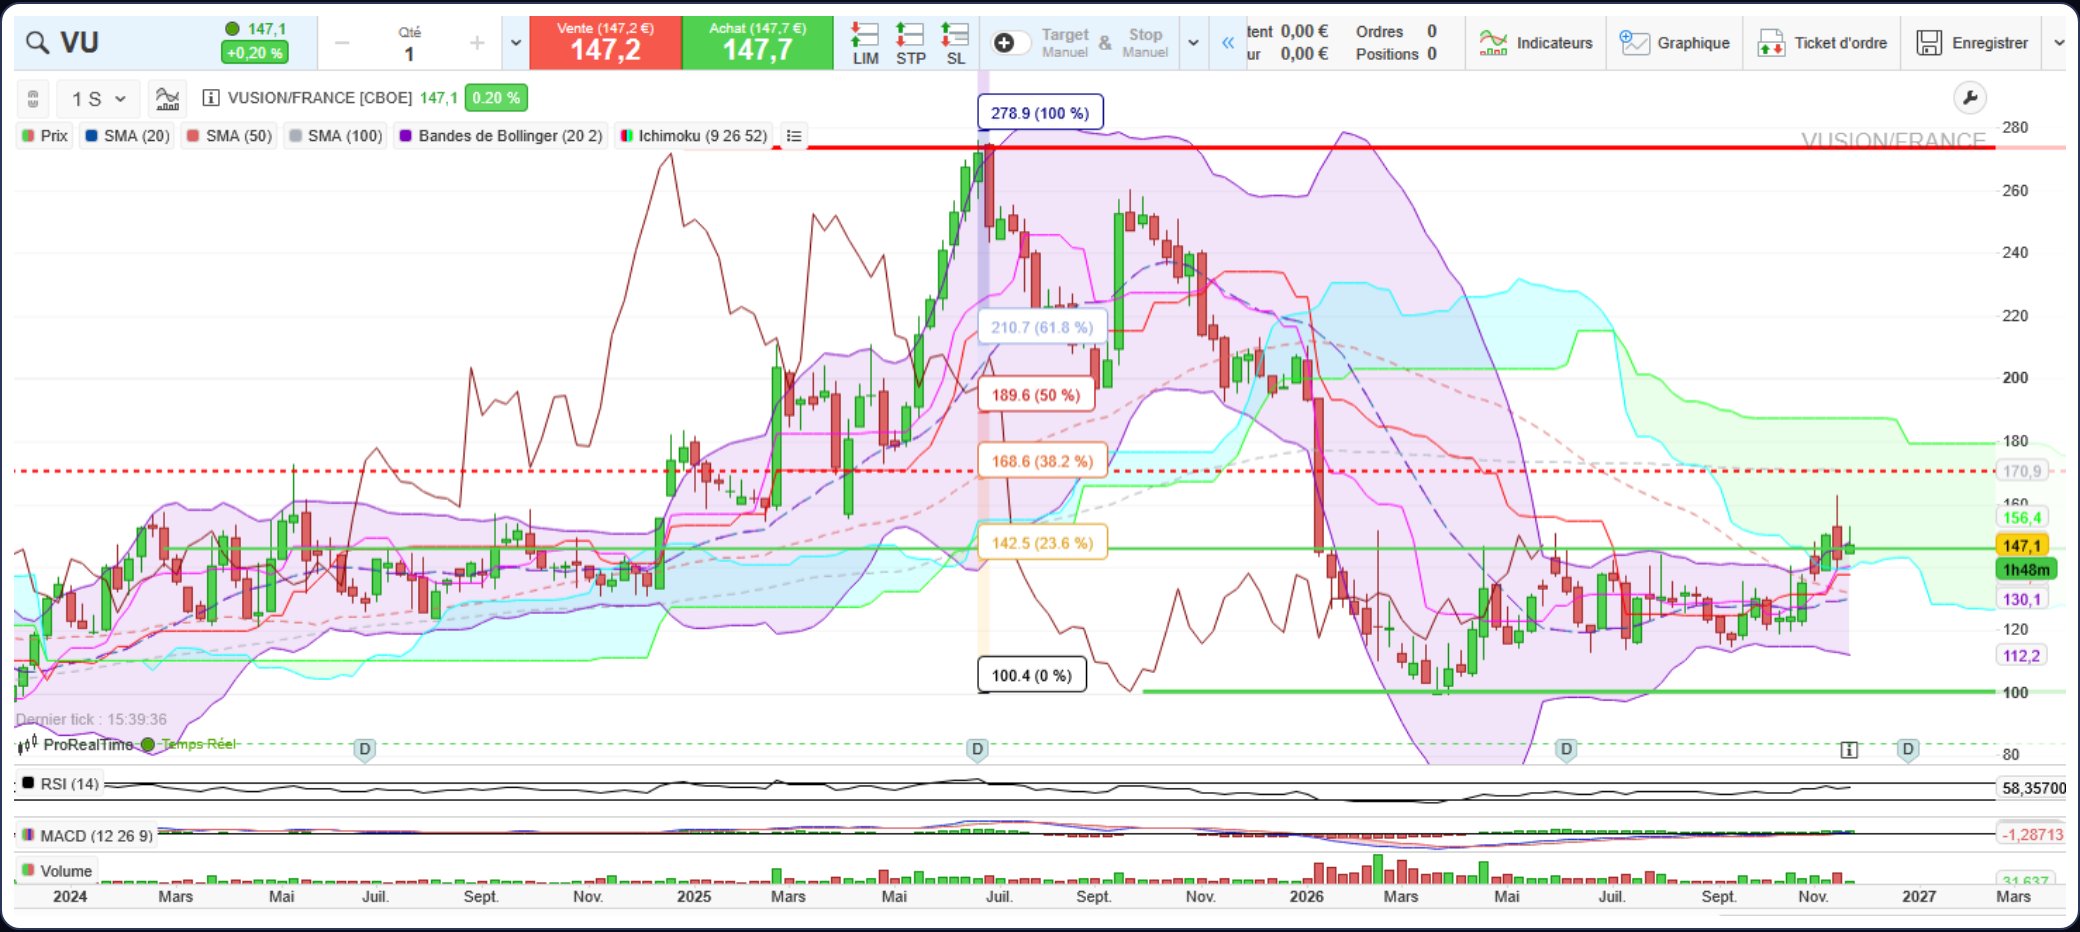 VU
147,1
+0,20 %
Qté
1
Vente (147,2 €)
147,2
Achat (147,7 €)
147,7
LIM
STP
SL
Target
Manuel
&
Stop
Manuel
tent 0,00 €
ur 0,00 €
Ordres 0
Positions 0
Indicateurs
Graphique
Ticket d'ordre
Enregistrer
1 S
VUSION/FRANCE [CBOE] 147,1 0.20 %
Prix
SMA (20)
SMA (50)
SMA (100)
Bandes de Bollinger (20 2)
Ichimoku (9 26 52)
VUSION/FRANCE
278.9 (100 %)
210.7 (61.8 %)
189.6 (50 %)
168.6 (38.2 %)
142.5 (23.6 %)
100.4 (0 %)
280
260
240
220
200
180
170,9
160
156,4
147,1
1h48m
130,1
120
112,2
100
80
Dernier tick : 15:39:36
ProRealTime
Temps Réel
D
D
D
D
RSI (14)
58,35700
MACD (12 26 9)
-1,28713
Volume
31 637
2024 Mars Mai Juil. Sept. Nov. 2025 Mars Mai Juil. Sept. Nov. 2026 Mars Mai Juil. Sept. Nov. 2027 Mars